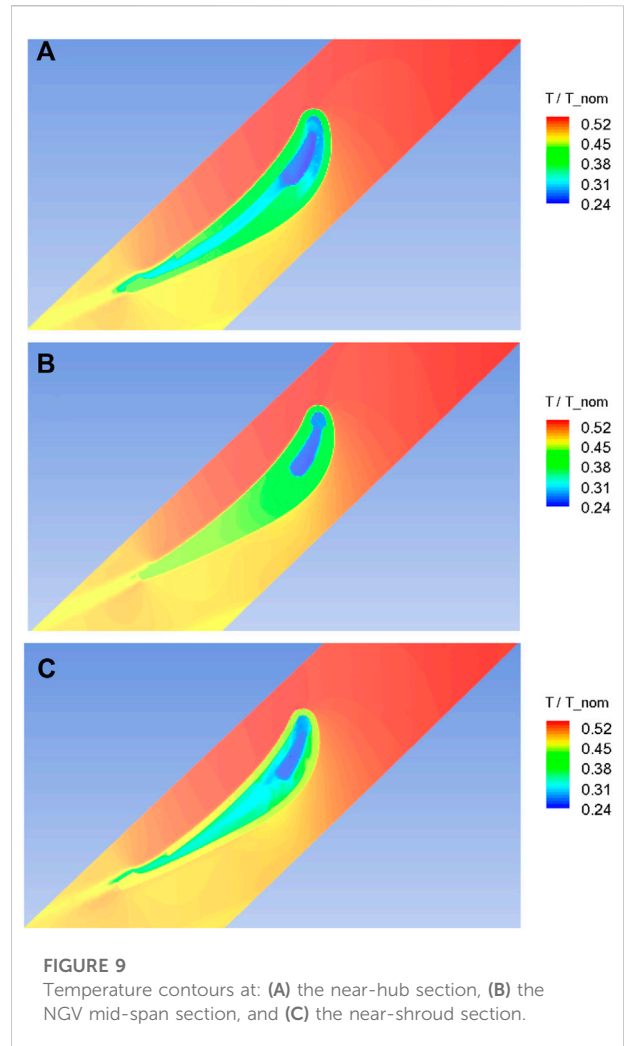 A
T / T_nom
0.52
0.45
0.38
0.31
0.24
B
T / T_nom
0.52
0.45
0.38
0.31
0.24
C
T / T_nom
0.52
0.45
0.38
0.31
0.24
FIGURE 9
Temperature contours at: (A) the near-hub section, (B) the
NGV mid-span section, and (C) the near-shroud section.